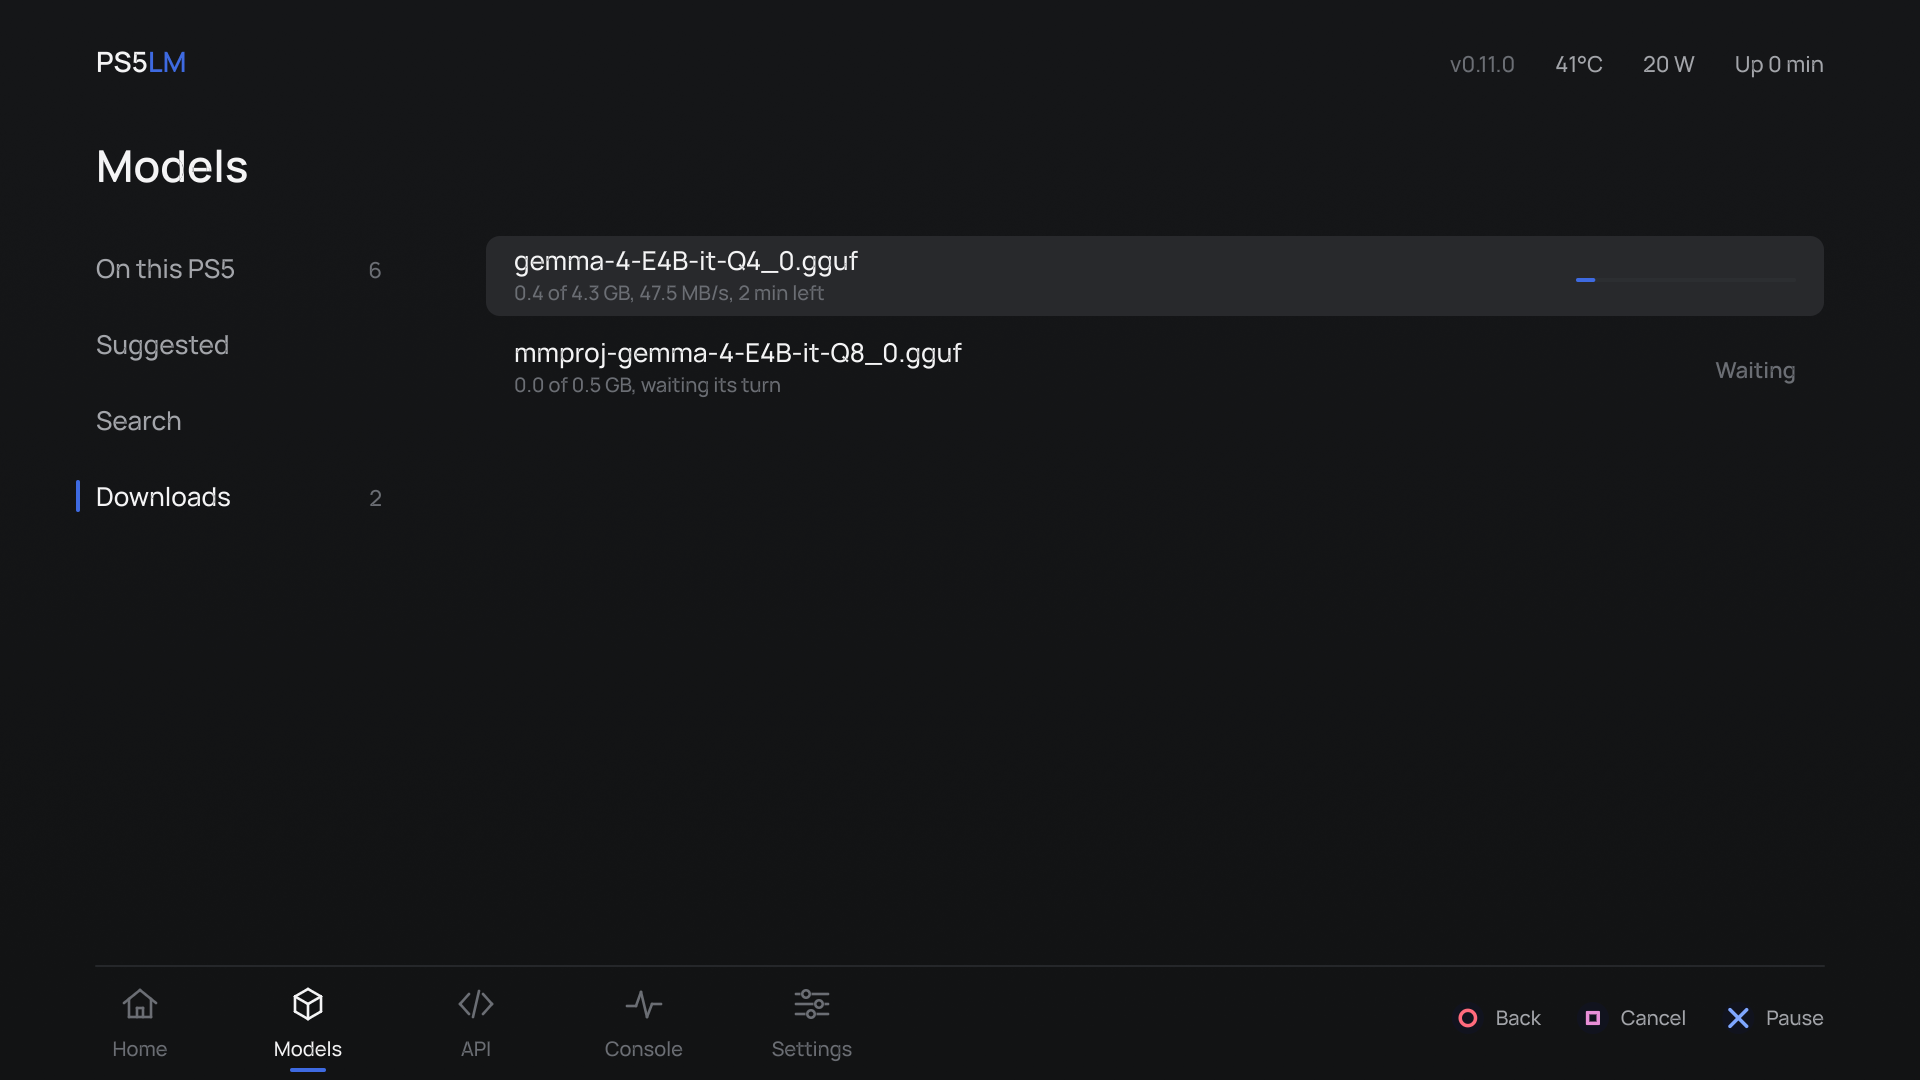 PS5LM
v0.11.0 41°C 20 W Up 0 min
Models
On this PS5 6
Suggested
Search
Downloads 2
gemma-4-E4B-it-Q4_0.gguf
0.4 of 4.3 GB, 47.5 MB/s, 2 min left
mmproj-gemma-4-E4B-it-Q8_0.gguf
0.0 of 0.5 GB, waiting its turn
Waiting
Home Models API Console Settings
Back Cancel Pause